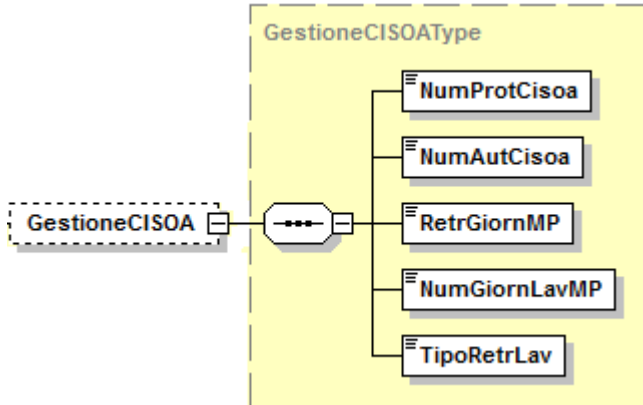 GestioneCISOAType
NumProtCisoa
NumAutCisoa
GestioneCISOA
RetrGiornMP
NumGiornLavMP
TipoRetrLav